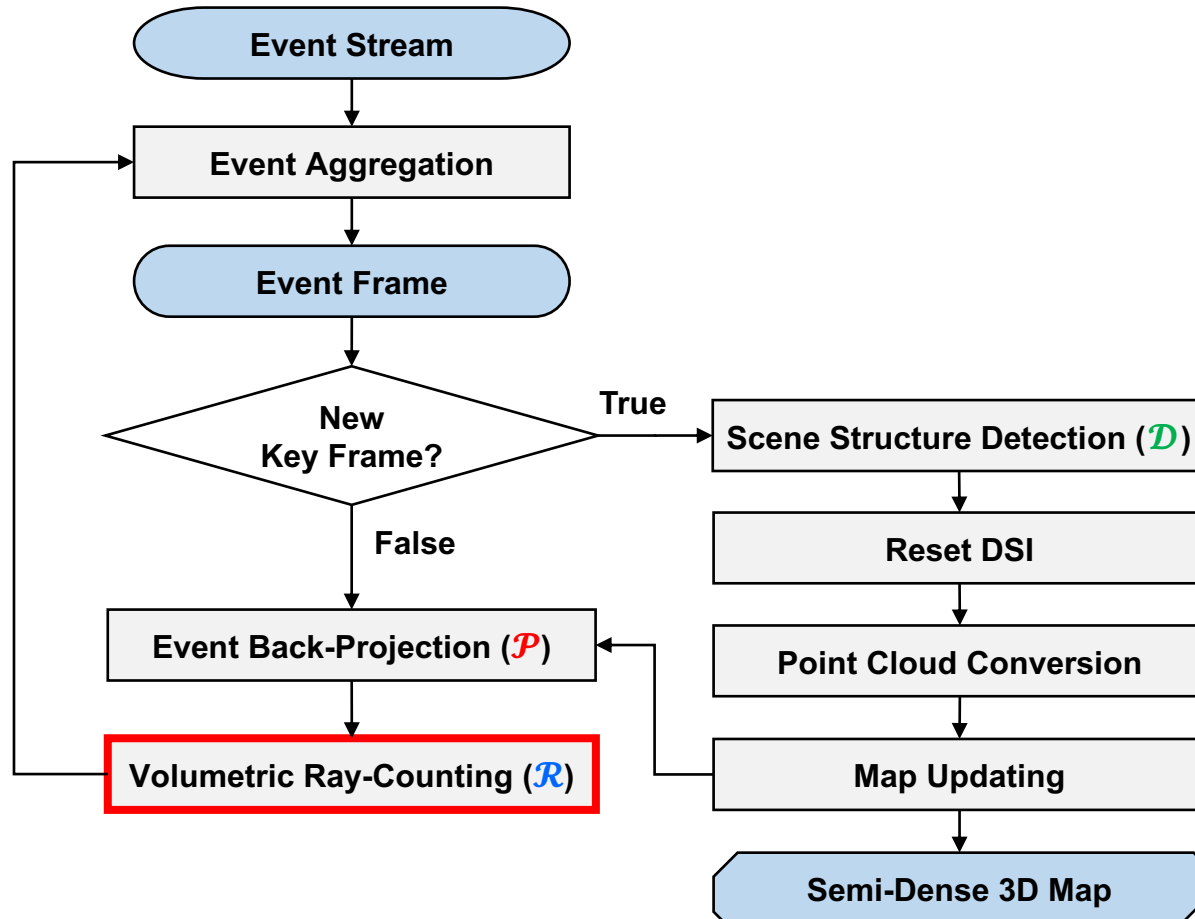 Event Stream
Event Aggregation
Event Frame
New
Key Frame?
True
False
Event Back-Projection (𝒫)
Volumetric Ray-Counting (ℛ)
Scene Structure Detection (𝒟)
Reset DSI
Point Cloud Conversion
Map Updating
Semi-Dense 3D Map